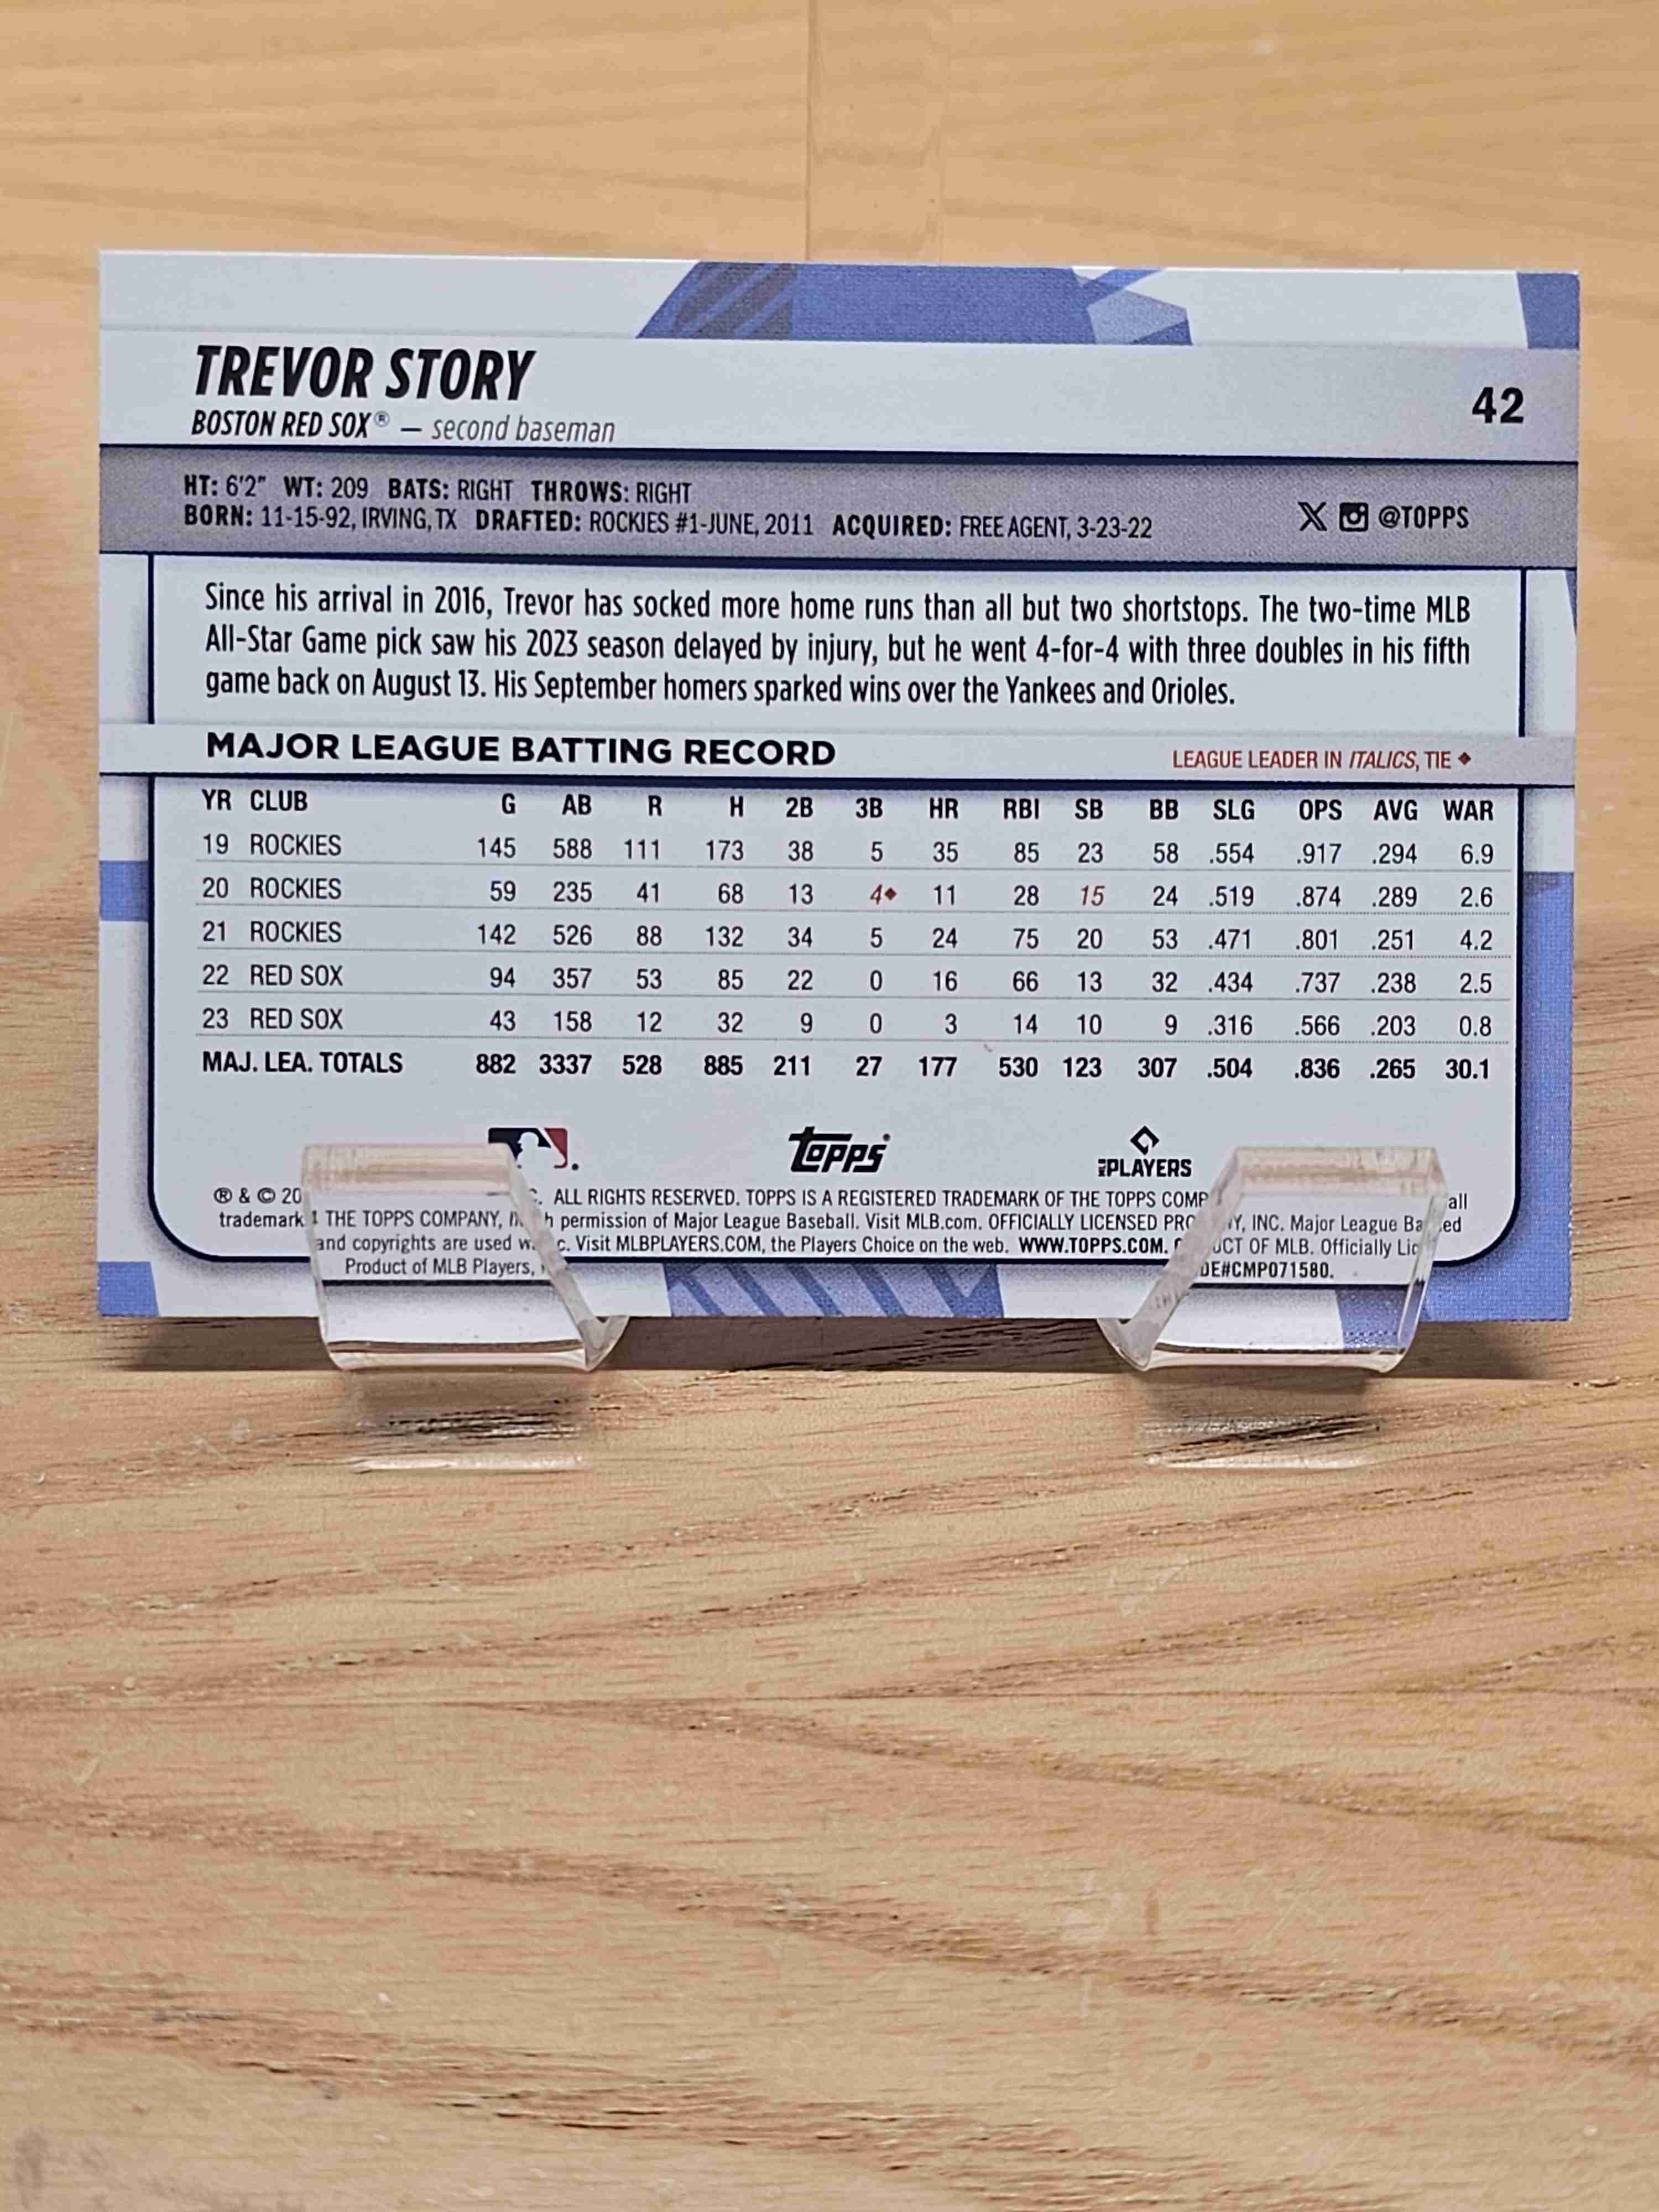 TREVOR STORY
42
BOSTON RED SOX® — second baseman
HT: 6'2" WT: 209 BATS: RIGHT THROWS: RIGHT
BORN: 11-15-92, IRVING, TX DRAFTED: ROCKIES #1-JUNE, 2011 ACQUIRED: FREE AGENT, 3-23-22
@TOPPS
Since his arrival in 2016, Trevor has socked more home runs than all but two shortstops. The two-time MLB
All-Star Game pick saw his 2023 season delayed by injury, but he went 4-for-4 with three doubles in his fifth
game back on August 13. His September homers sparked wins over the Yankees and Orioles.
MAJOR LEAGUE BATTING RECORD
LEAGUE LEADER IN ITALICS, TIE ◆
YR CLUB G AB R H 2B 3B HR RBI SB BB SLG OPS AVG WAR
19 ROCKIES 145 588 111 173 38 5 35 85 23 58 .554 .917 .294 6.9
20 ROCKIES 59 235 41 68 13 4◆ 11 28 15 24 .519 .874 .289 2.6
21 ROCKIES 142 526 88 132 34 5 24 75 20 53 .471 .801 .251 4.2
22 RED SOX 94 357 53 85 22 0 16 66 13 32 .434 .737 .238 2.5
23 RED SOX 43 158 12 32 9 0 3 14 10 9 .316 .566 .203 0.8
MAJ. LEA. TOTALS 882 3337 528 885 211 27 177 530 123 307 .504 .836 .265 30.1
Topps
PLAYERS
® & © ALL RIGHTS RESERVED. TOPPS IS A REGISTERED TRADEMARK OF THE TOPPS
THE TOPPS COMPANY, permission of Major League Baseball. Visit MLB.com. OFFICIALLY LICENSED INC. Major League
and copyrights are used Visit MLBPLAYERS.COM, the Players Choice on the web. WWW.TOPPS.COM. OF MLB. Officially
Product of MLB Players, CMP071580.